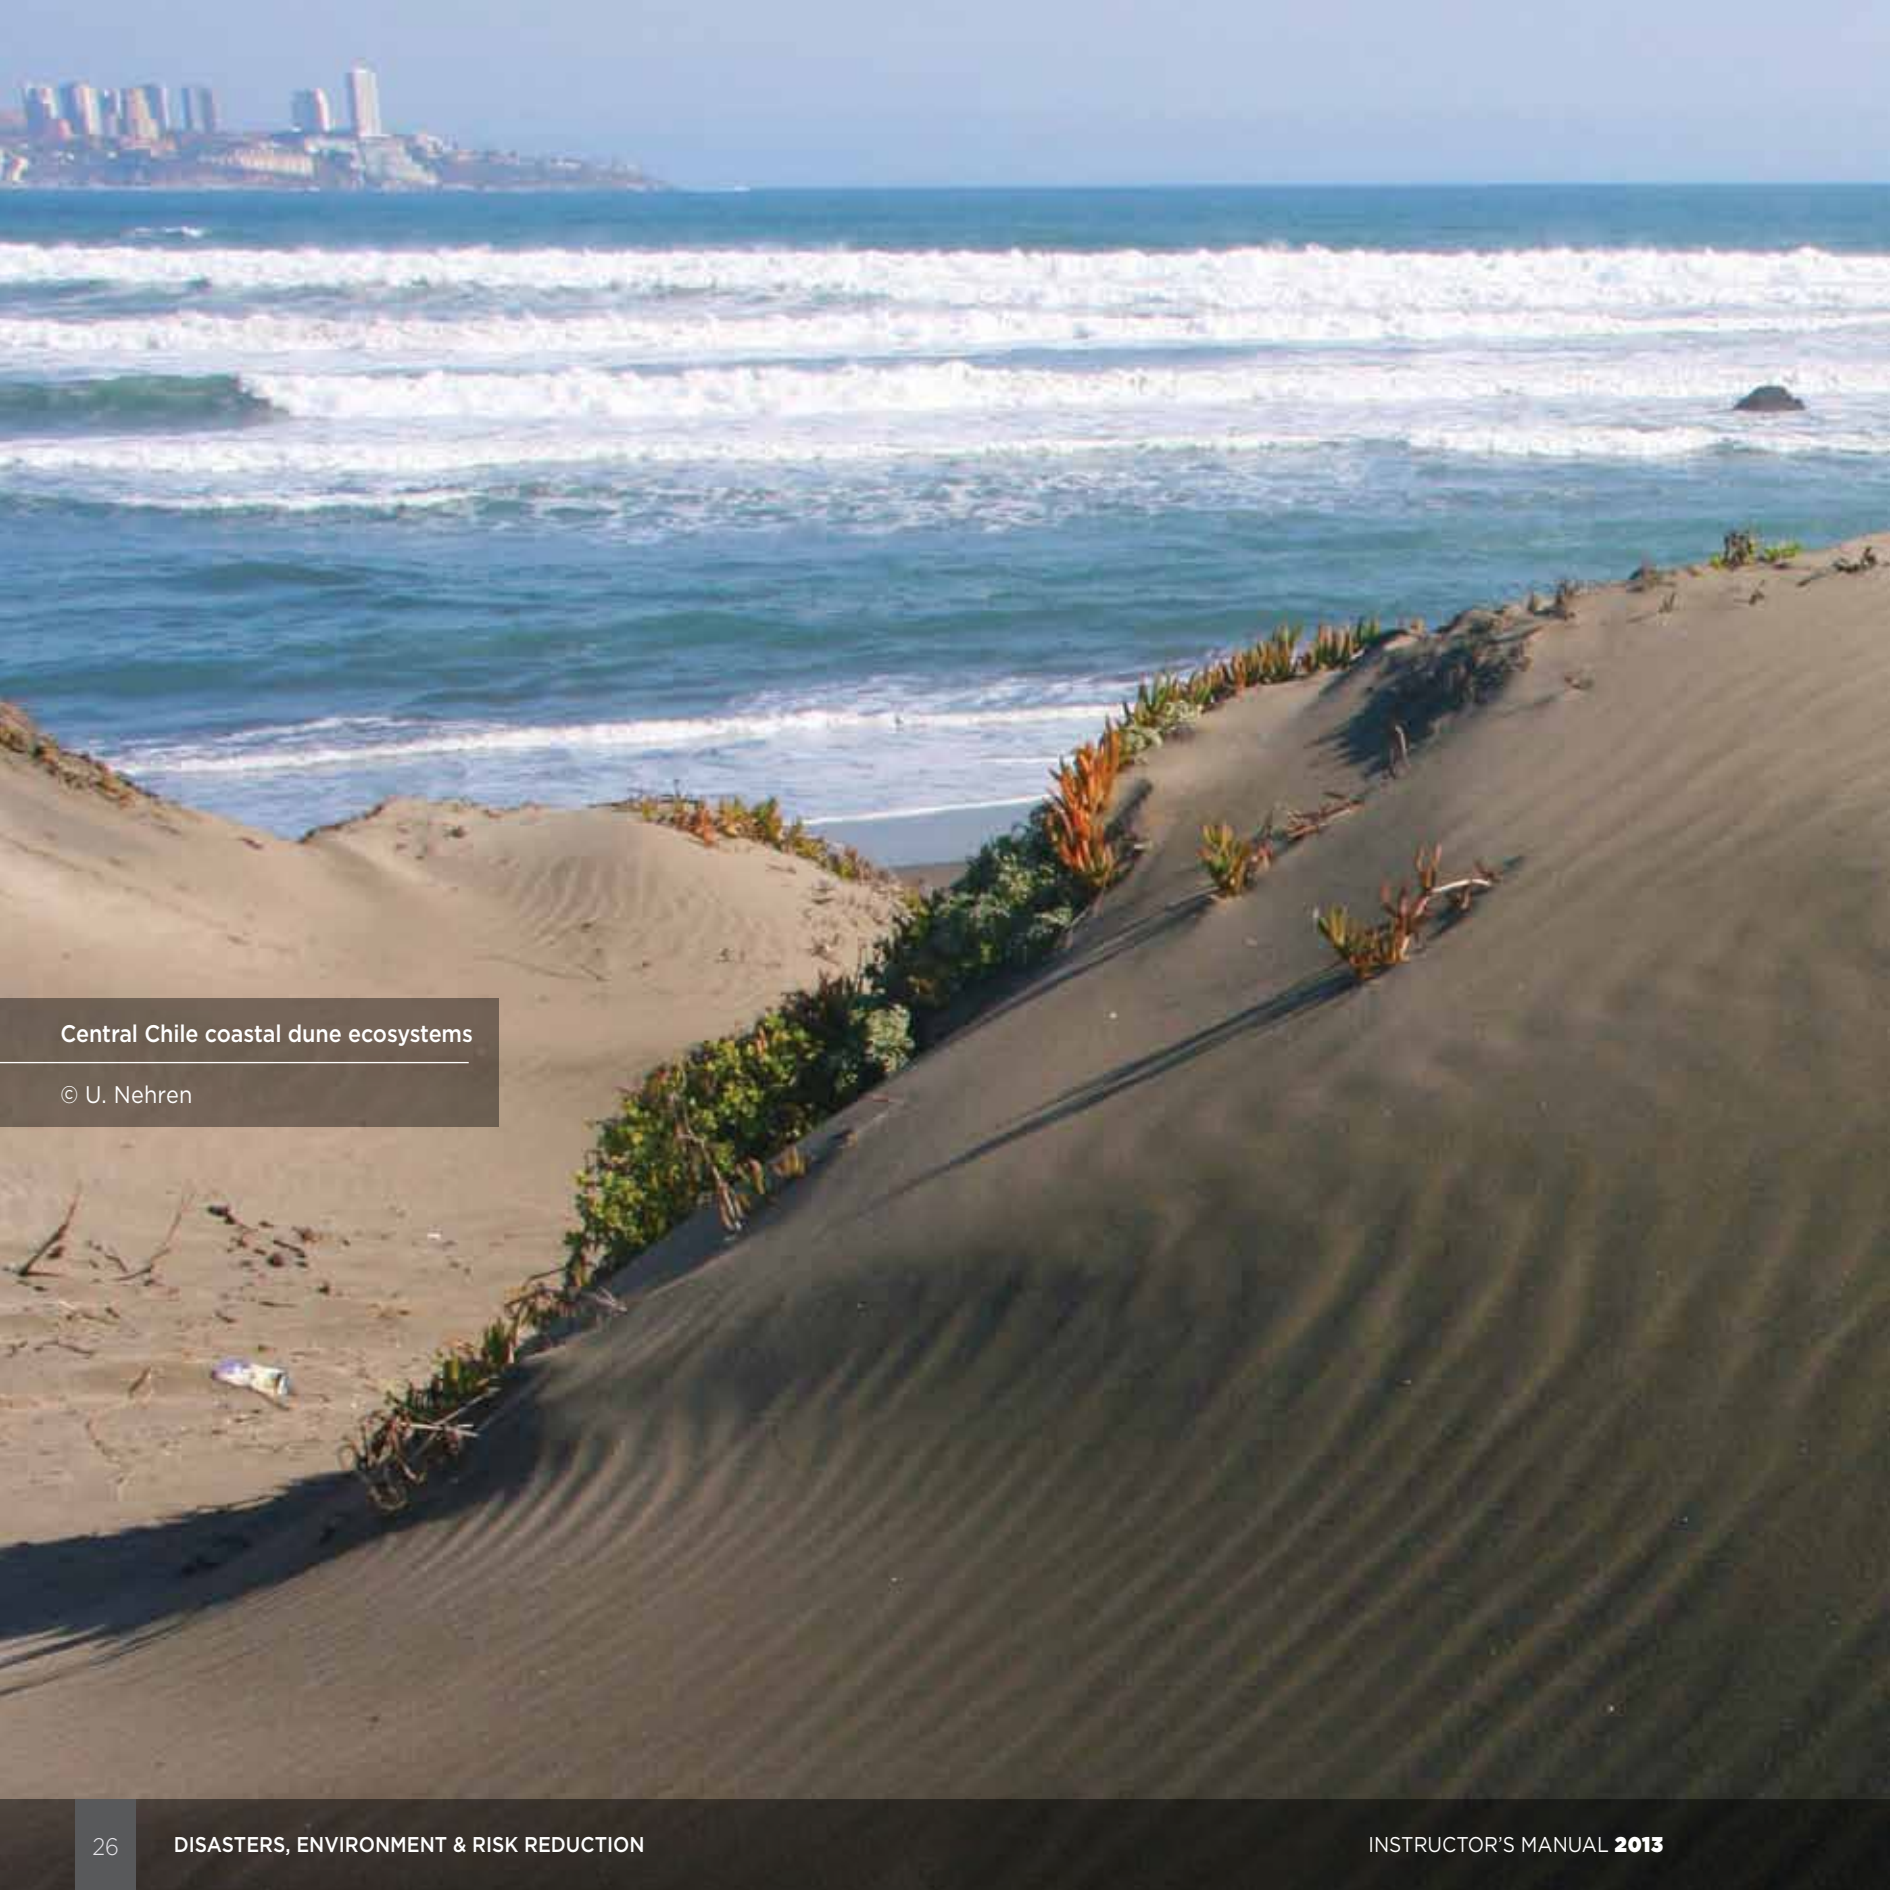 Central Chile coastal dune ecosystems
© U. Nehren
26 DISASTERS, ENVIRONMENT & RISK REDUCTION INSTRUCTOR'S MANUAL 2013